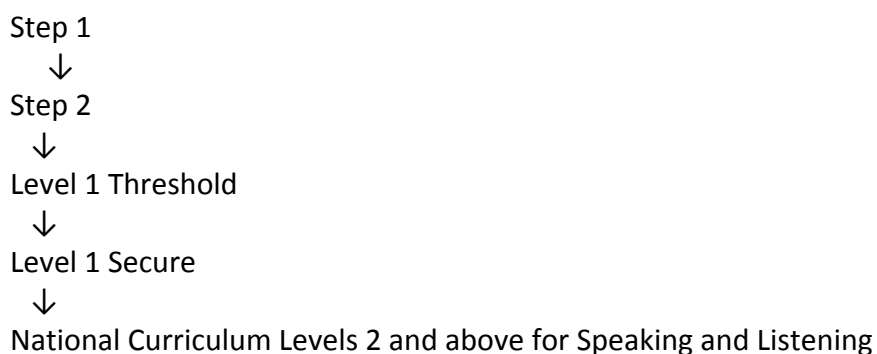 Step 1
↓
Step 2
↓
Level 1 Threshold
↓
Level 1 Secure
↓
National Curriculum Levels 2 and above for Speaking and Listening